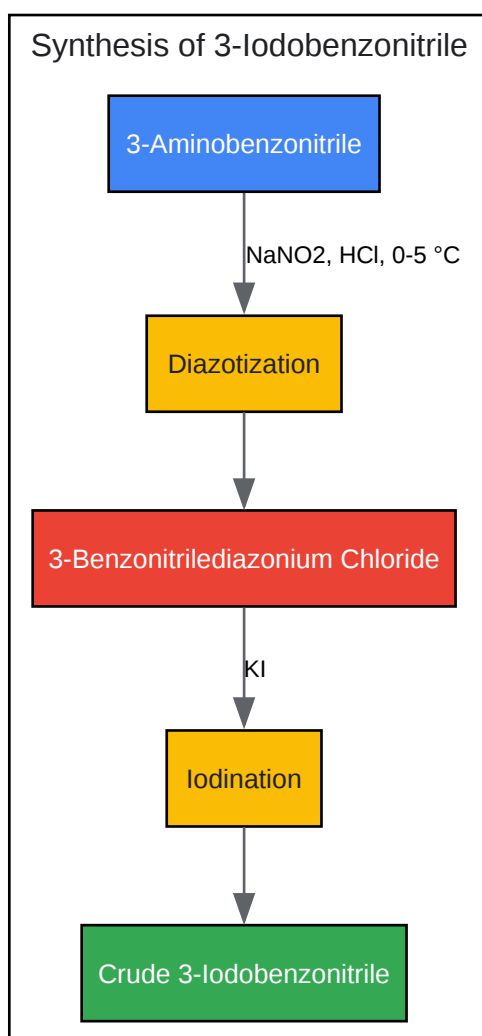 Synthesis of 3-Iodobenzonitrile
3-Aminobenzonitrile
NaNO2, HCl, 0-5 °C
Diazotization
3-Benzonitrilediazonium Chloride
KI
Iodination
Crude 3-Iodobenzonitrile